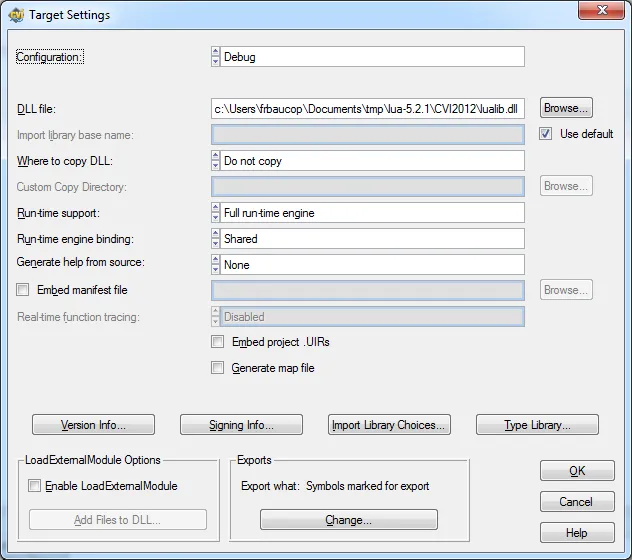 CVI Target Settings
Configuration: Debug
DLL file: c:\Users\frbaucop\Documents\tmp\lua-5.2.1\CVI2012\lualib.dll Browse...
Import library base name: Use default
Where to copy DLL: Do not copy
Custom Copy Directory: Browse...
Run-time support: Full run-time engine
Run-time engine binding: Shared
Generate help from source: None
Embed manifest file Browse...
Real-time function tracing: Disabled
Embed project .UIRs
Generate map file
Version Info... Signing Info... Import Library Choices... Type Library...
LoadExternalModule Options Exports
OK
Enable LoadExternalModule Export what: Symbols marked for export
Cancel
Add Files to DLL... Change...
Help